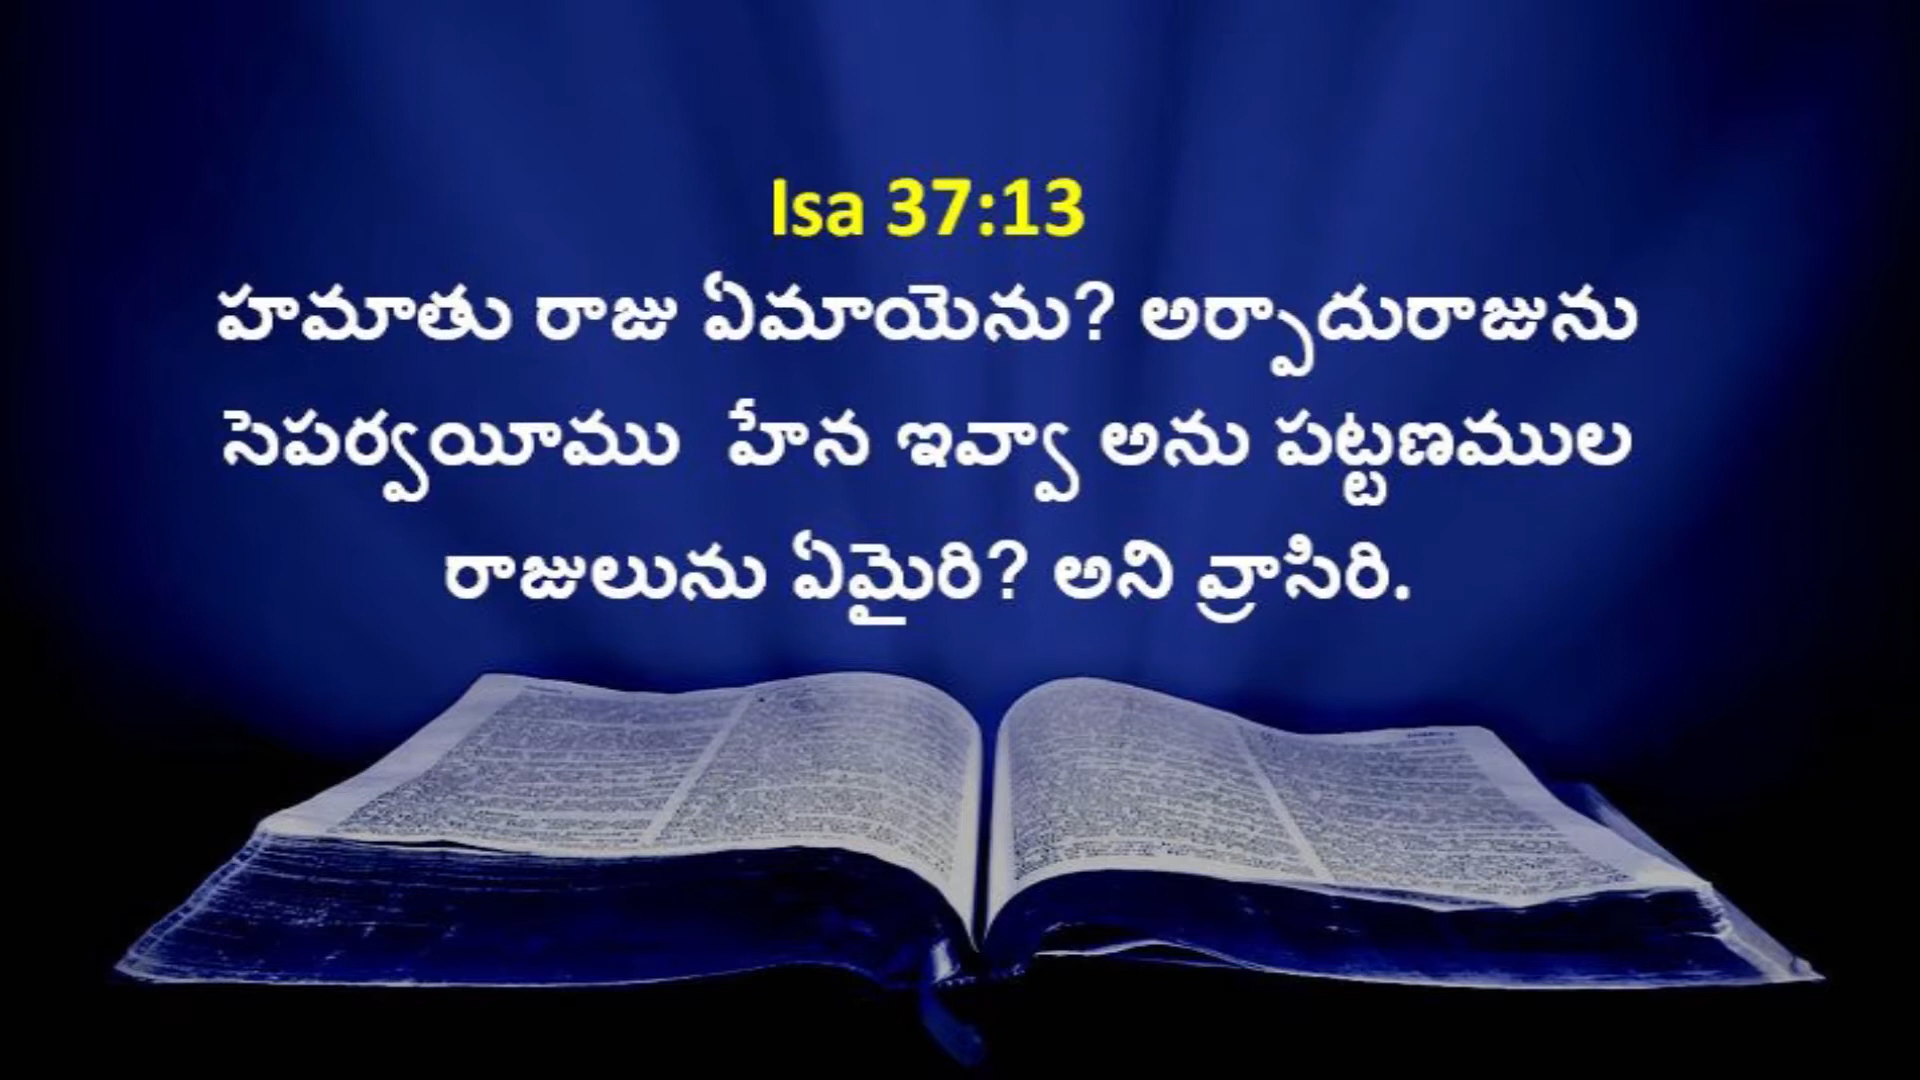 Isa 37:13
హమాతు రాజు ఏమాయెను? అర్పాదురాజును
సెపర్వయీము  హేన ఇవ్వా అను పట్టణముల
రాజులును ఏమైరి? అని వ్రాసిరి.